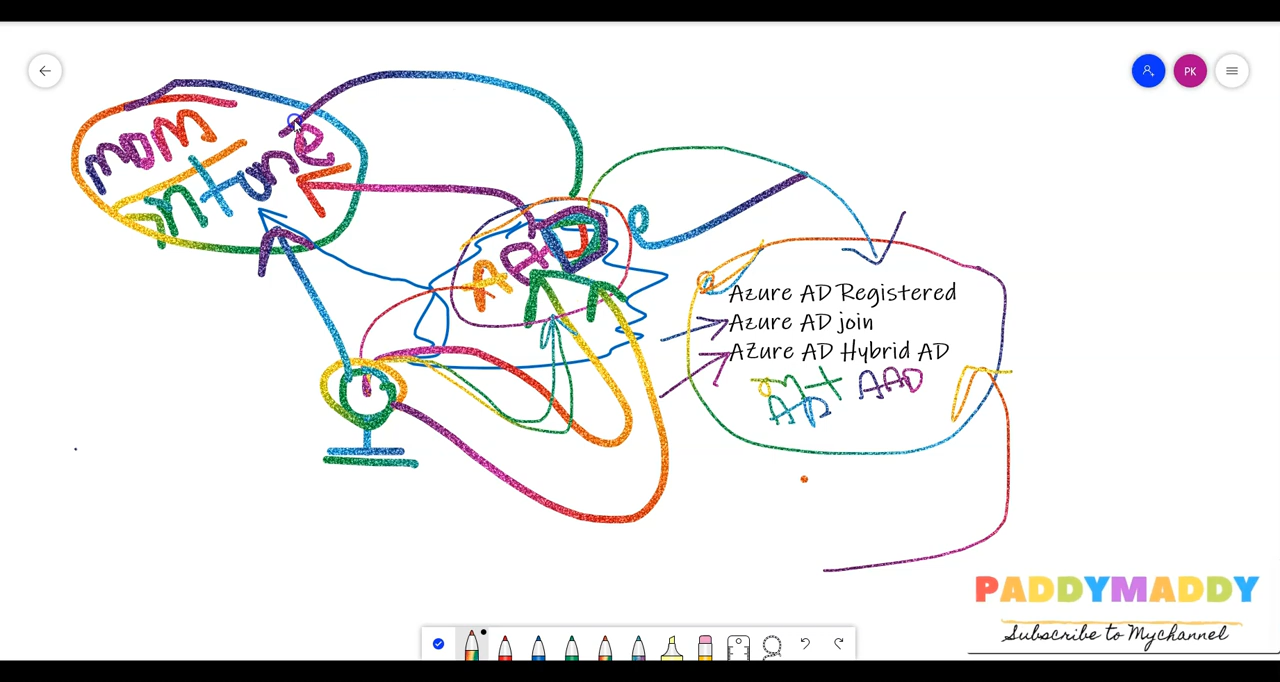 PK
MDM
Intune
AAD
Azure AD Registered
Azure AD join
AZure AD Hybrid AD
AAD
PADDYMADDY
Subscribe to Mychannel